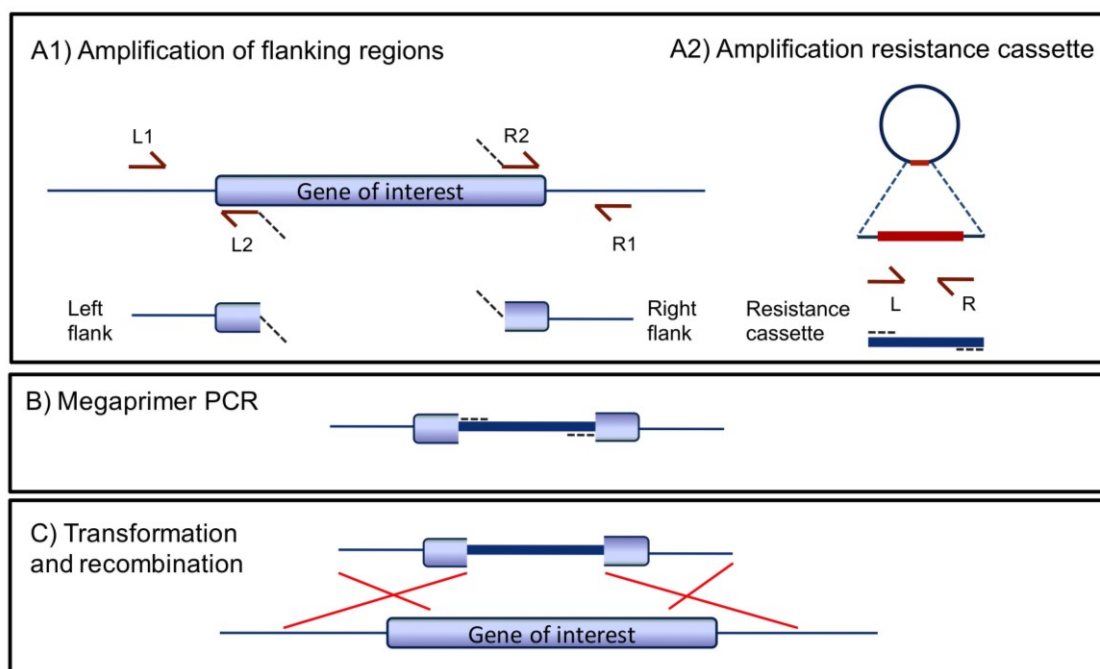 A1) Amplification of flanking regions
L1
R2
Gene of interest
L2
R1
Left
flank
Right
flank
A2) Amplification resistance cassette
L
R
Resistance
cassette
B) Megaprimer PCR
C) Transformation
and recombination
Gene of interest